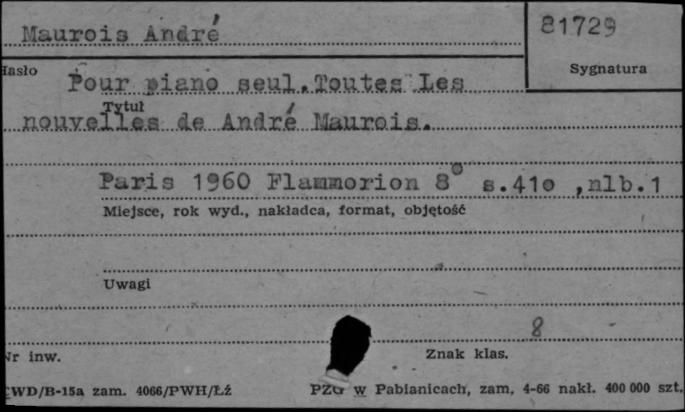 Maurois André
81729
Hasło
Sygnatura
Pour piano seul.Toutes Les
Tytuł
nouvelles de André Maurois.
Paris 1960 Flammorion 8° s.410 ,nlb.1
Miejsce, rok wyd., nakładca, format, objętość
Uwagi
8
Nr inw.
Znak klas.
CWD/B-15a zam. 4066/PWH/Łź
PZG w Pabianicach, zam. 4-66 nakł. 400 000 szt.